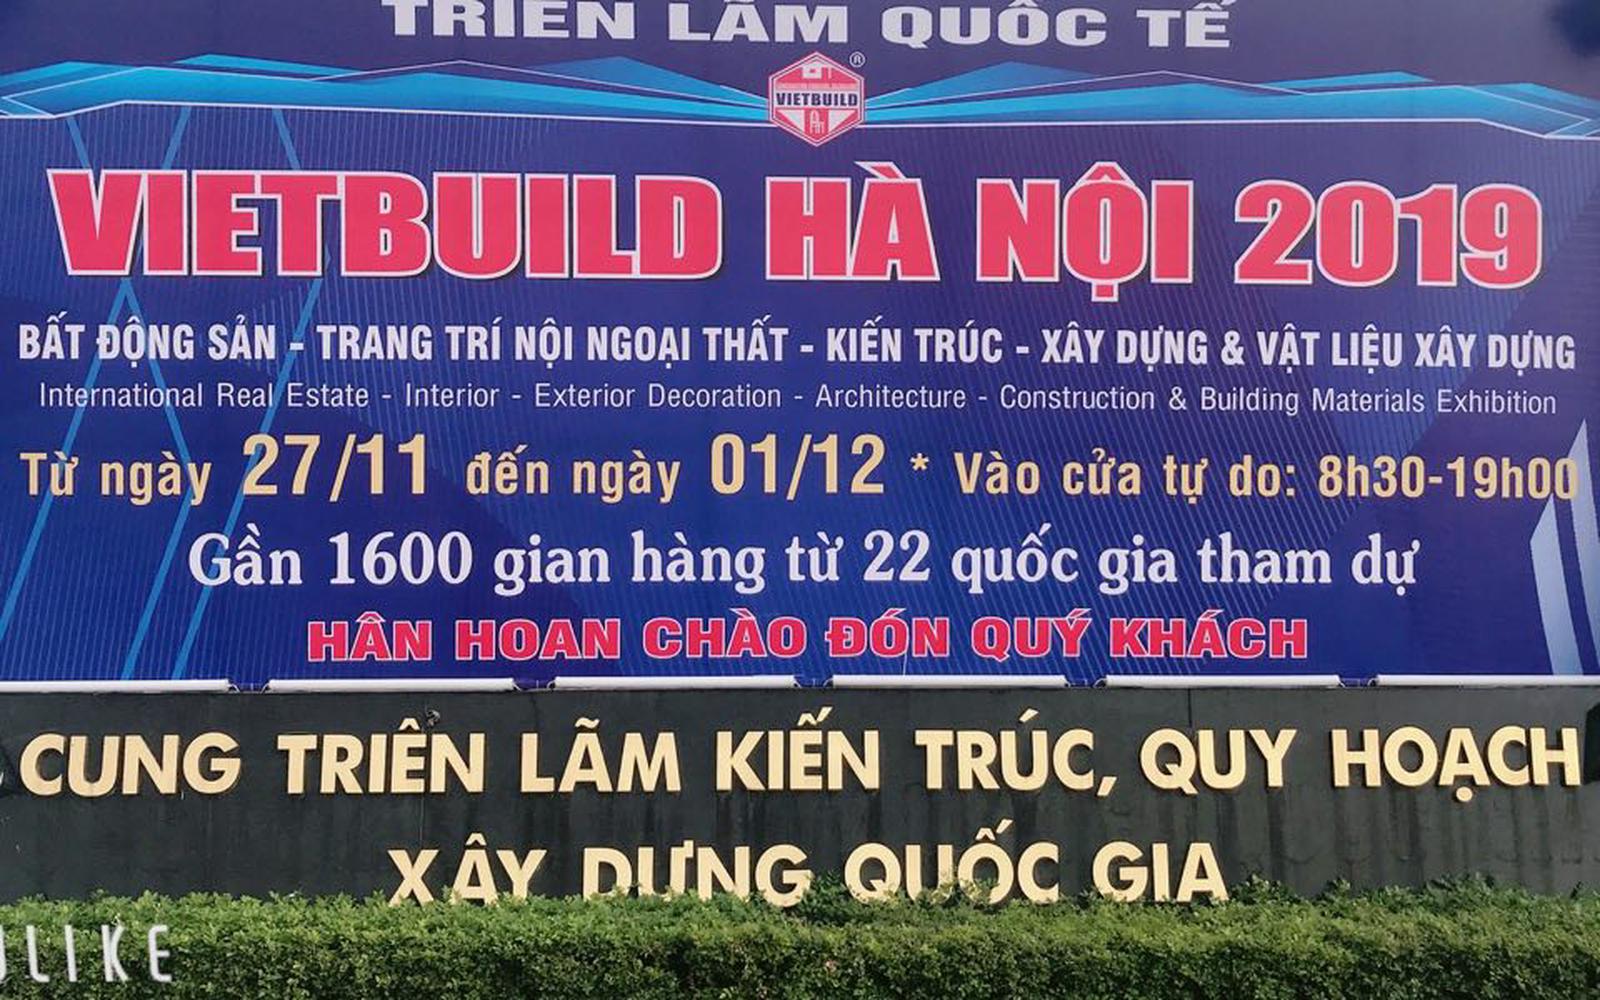 TRIỂN LÃM QUỐC TẾ
VIETBUILD ®
VIETBUILD HÀ NỘI 2019
BẤT ĐỘNG SẢN - TRANG TRÍ NỘI NGOẠI THẤT - KIẾN TRÚC - XÂY DỰNG & VẬT LIỆU XÂY DỰNG
International Real Estate - Interior - Exterior Decoration - Architecture - Construction & Building Materials Exhibition
Từ ngày 27/11 đến ngày 01/12 * Vào cửa tự do: 8h30-19h00
Gần 1600 gian hàng từ 22 quốc gia tham dự
HÂN HOAN CHÀO ĐÓN QUÝ KHÁCH
CUNG TRIỄN LÃM KIẾN TRÚC, QUY HOẠCH
XÂY DỰNG QUỐC GIA
ULIKE